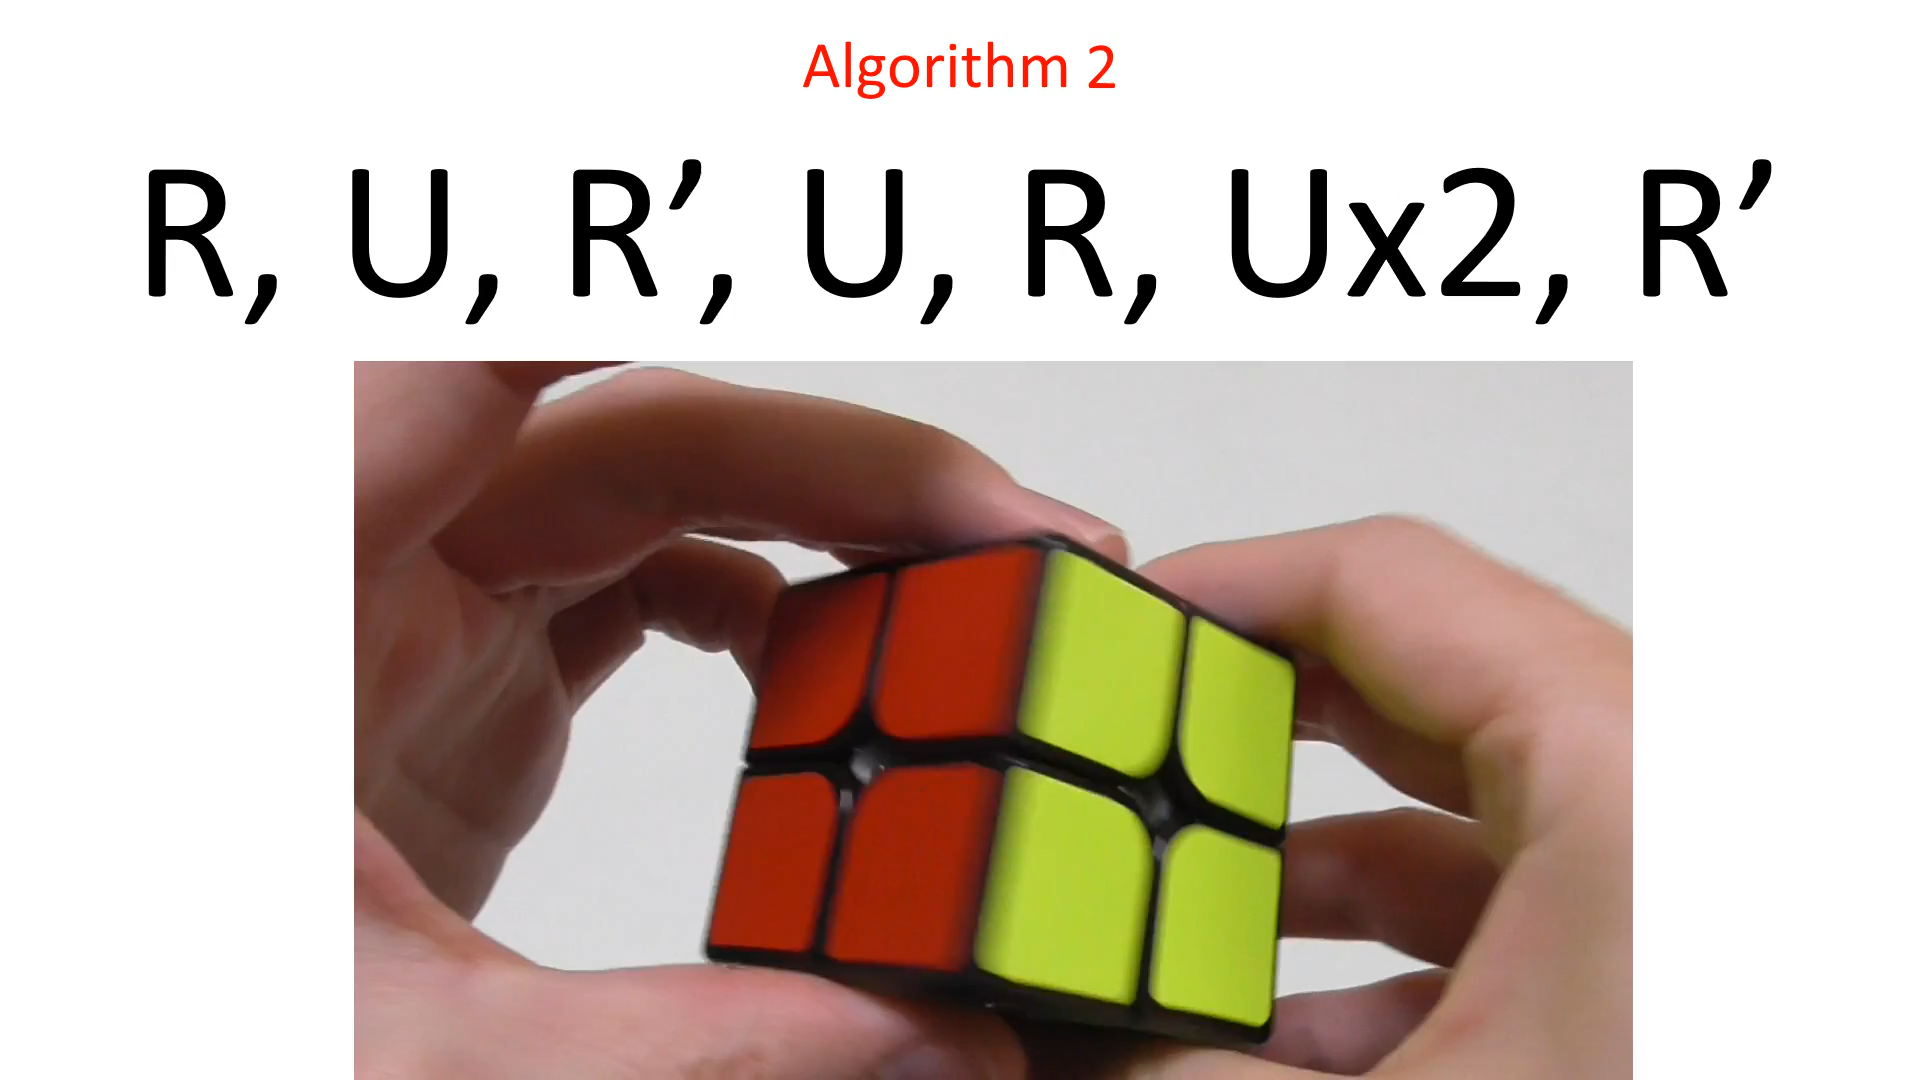 Algorithm 2
R, U, R’, U, R, Ux2, R’